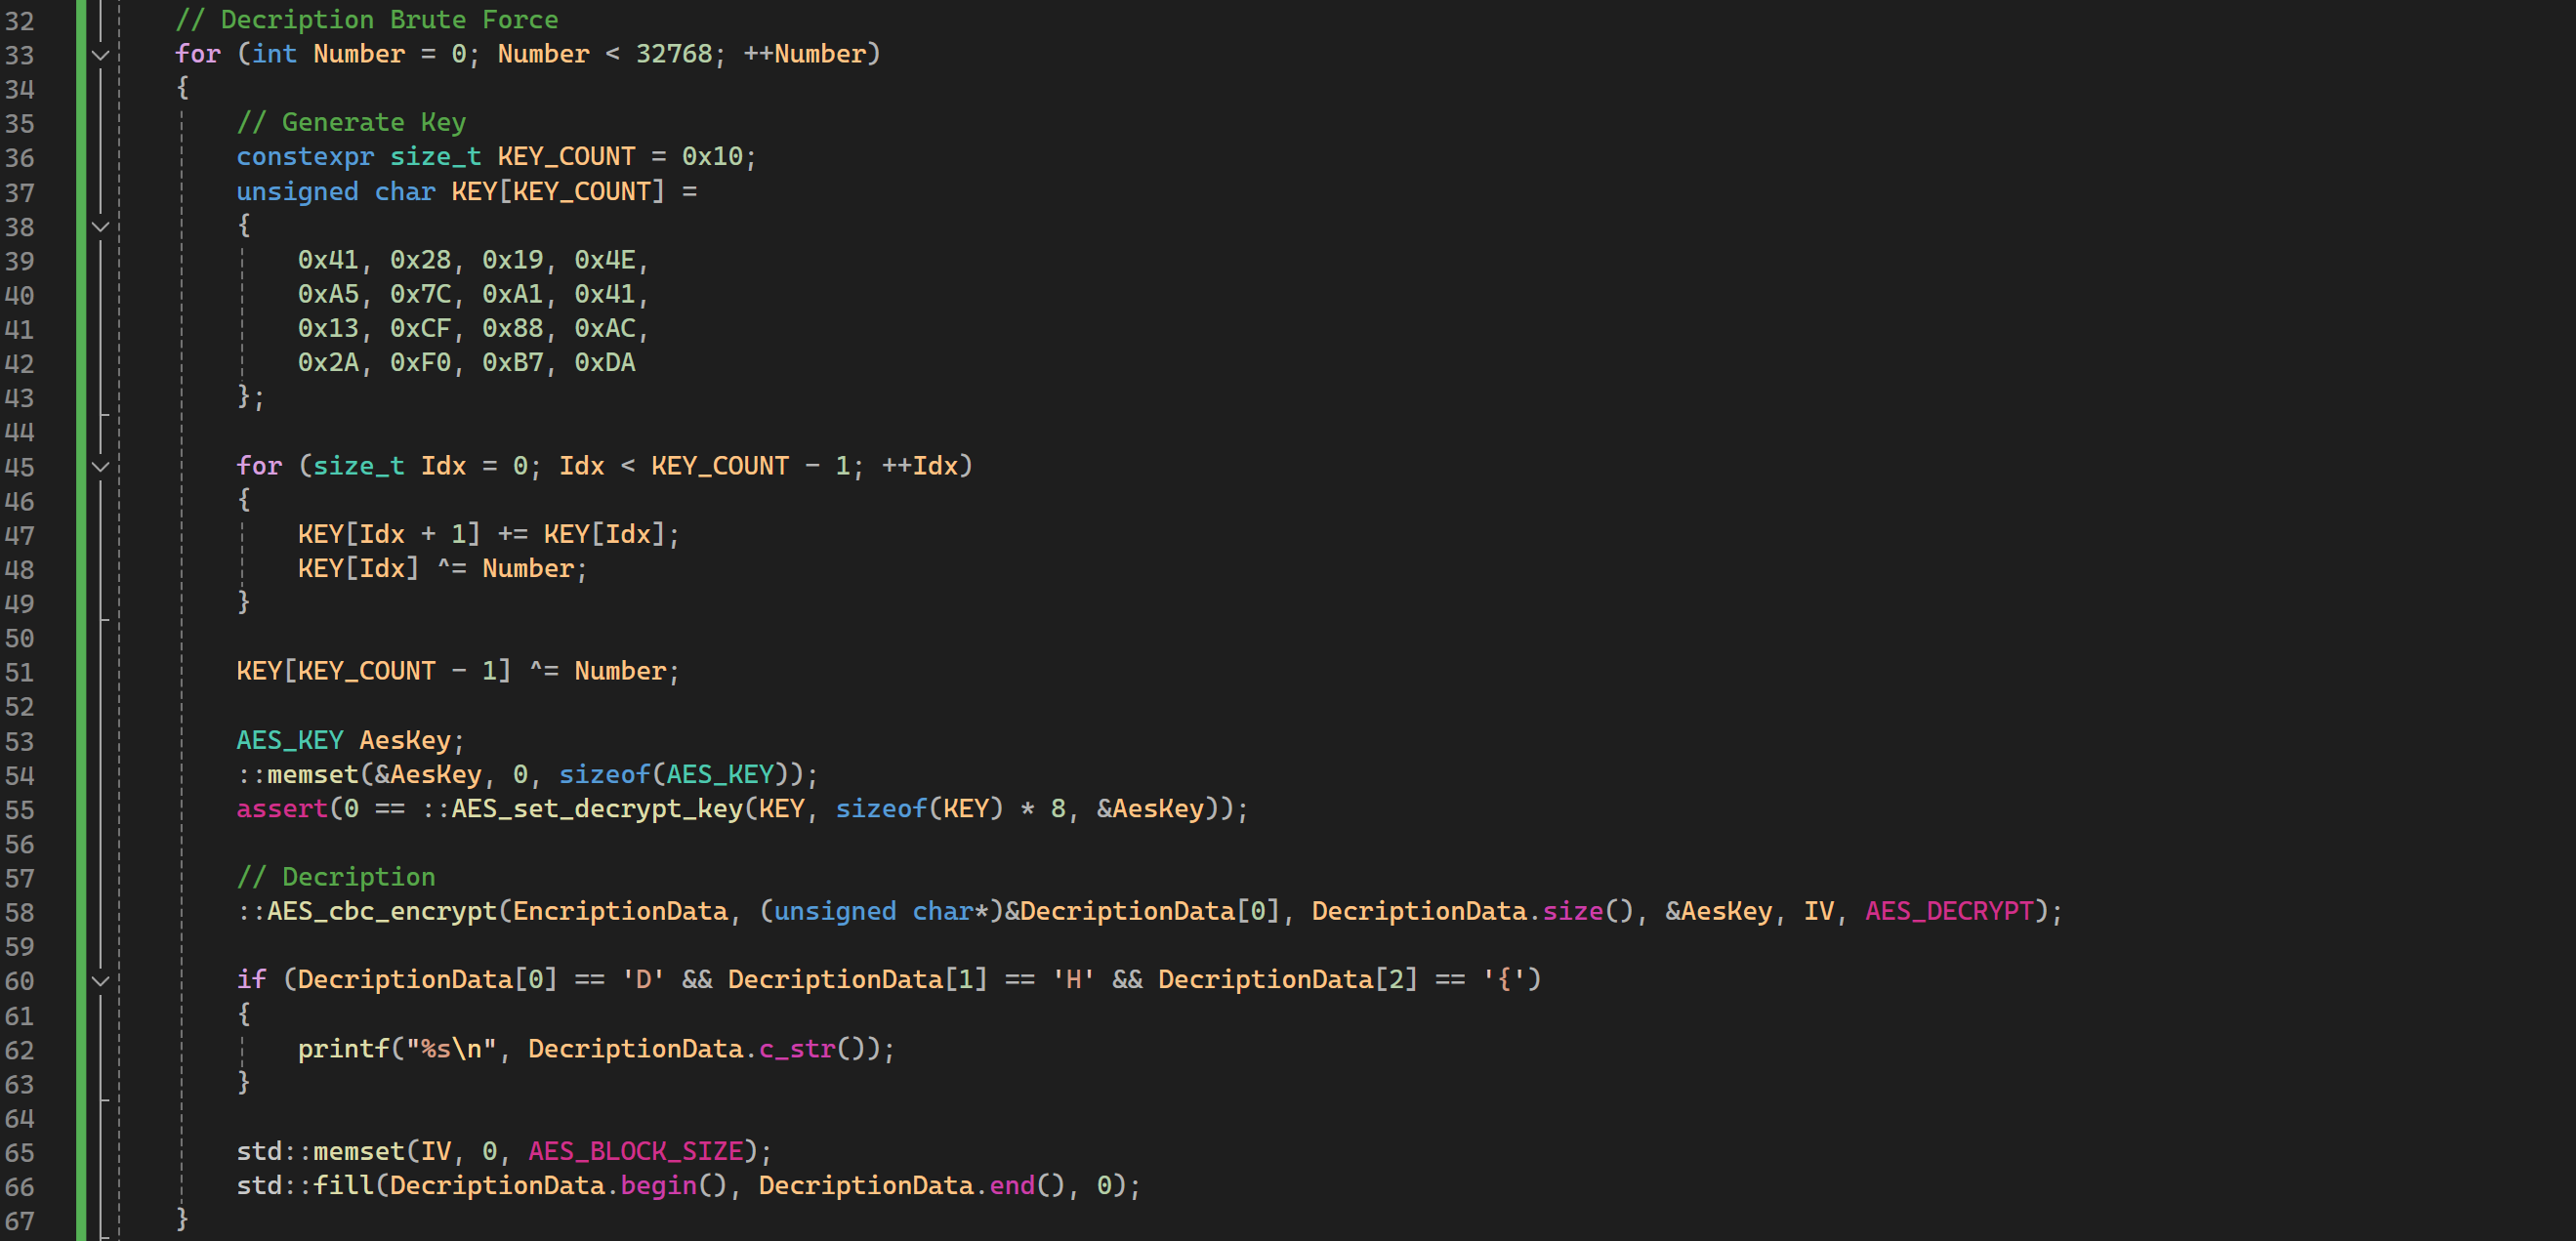 32 // Decription Brute Force
33 for (int Number = 0; Number < 32768; ++Number)
34 {
35 // Generate Key
36 constexpr size_t KEY_COUNT = 0x10;
37 unsigned char KEY[KEY_COUNT] =
38 {
39 0x41, 0x28, 0x19, 0x4E,
40 0xA5, 0x7C, 0xA1, 0x41,
41 0x13, 0xCF, 0x88, 0xAC,
42 0x2A, 0xF0, 0xB7, 0xDA
43 };
44
45 for (size_t Idx = 0; Idx < KEY_COUNT - 1; ++Idx)
46 {
47 KEY[Idx + 1] += KEY[Idx];
48 KEY[Idx] ^= Number;
49 }
50
51 KEY[KEY_COUNT - 1] ^= Number;
52
53 AES_KEY AesKey;
54 ::memset(&AesKey, 0, sizeof(AES_KEY));
55 assert(0 == ::AES_set_decrypt_key(KEY, sizeof(KEY) * 8, &AesKey));
56
57 // Decription
58 ::AES_cbc_encrypt(EncriptionData, (unsigned char*)&DecriptionData[0], DecriptionData.size(), &AesKey, IV, AES_DECRYPT);
59
60 if (DecriptionData[0] == 'D' && DecriptionData[1] == 'H' && DecriptionData[2] == '{')
61 {
62 printf("%s\n", DecriptionData.c_str());
63 }
64
65 std::memset(IV, 0, AES_BLOCK_SIZE);
66 std::fill(DecriptionData.begin(), DecriptionData.end(), 0);
67 }